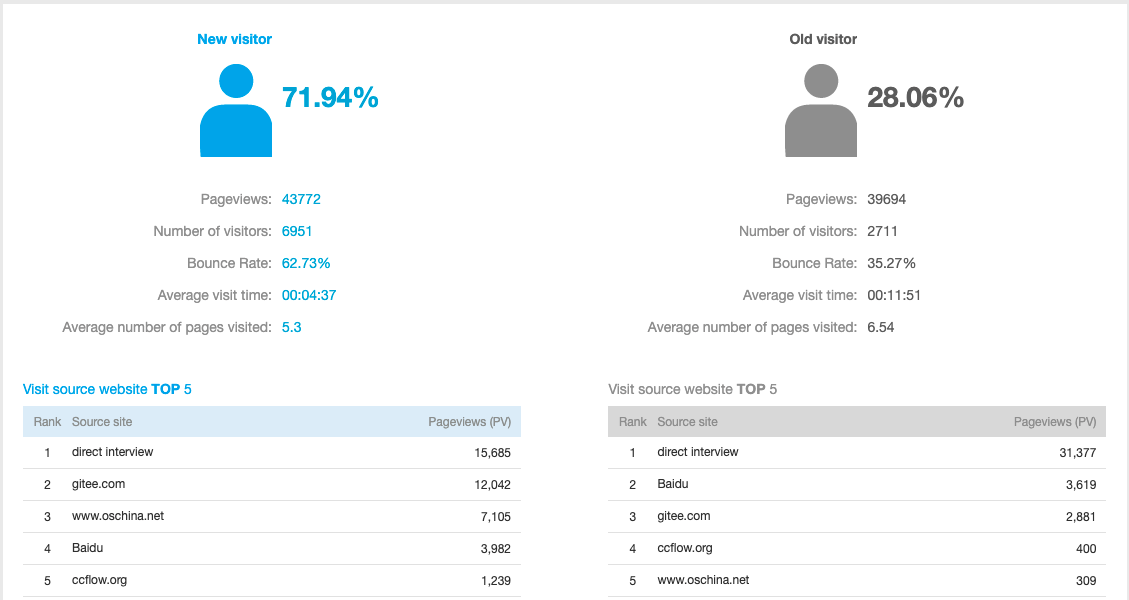 New visitor
71.94%
Pageviews: 43772
Number of visitors: 6951
Bounce Rate: 62.73%
Average visit time: 00:04:37
Average number of pages visited: 5.3
Visit source website TOP 5
Rank Source site Pageviews (PV)
1 direct interview 15,685
2 gitee.com 12,042
3 www.oschina.net 7,105
4 Baidu 3,982
5 ccflow.org 1,239
Old visitor
28.06%
Pageviews: 39694
Number of visitors: 2711
Bounce Rate: 35.27%
Average visit time: 00:11:51
Average number of pages visited: 6.54
Visit source website TOP 5
Rank Source site Pageviews (PV)
1 direct interview 31,377
2 Baidu 3,619
3 gitee.com 2,881
4 ccflow.org 400
5 www.oschina.net 309